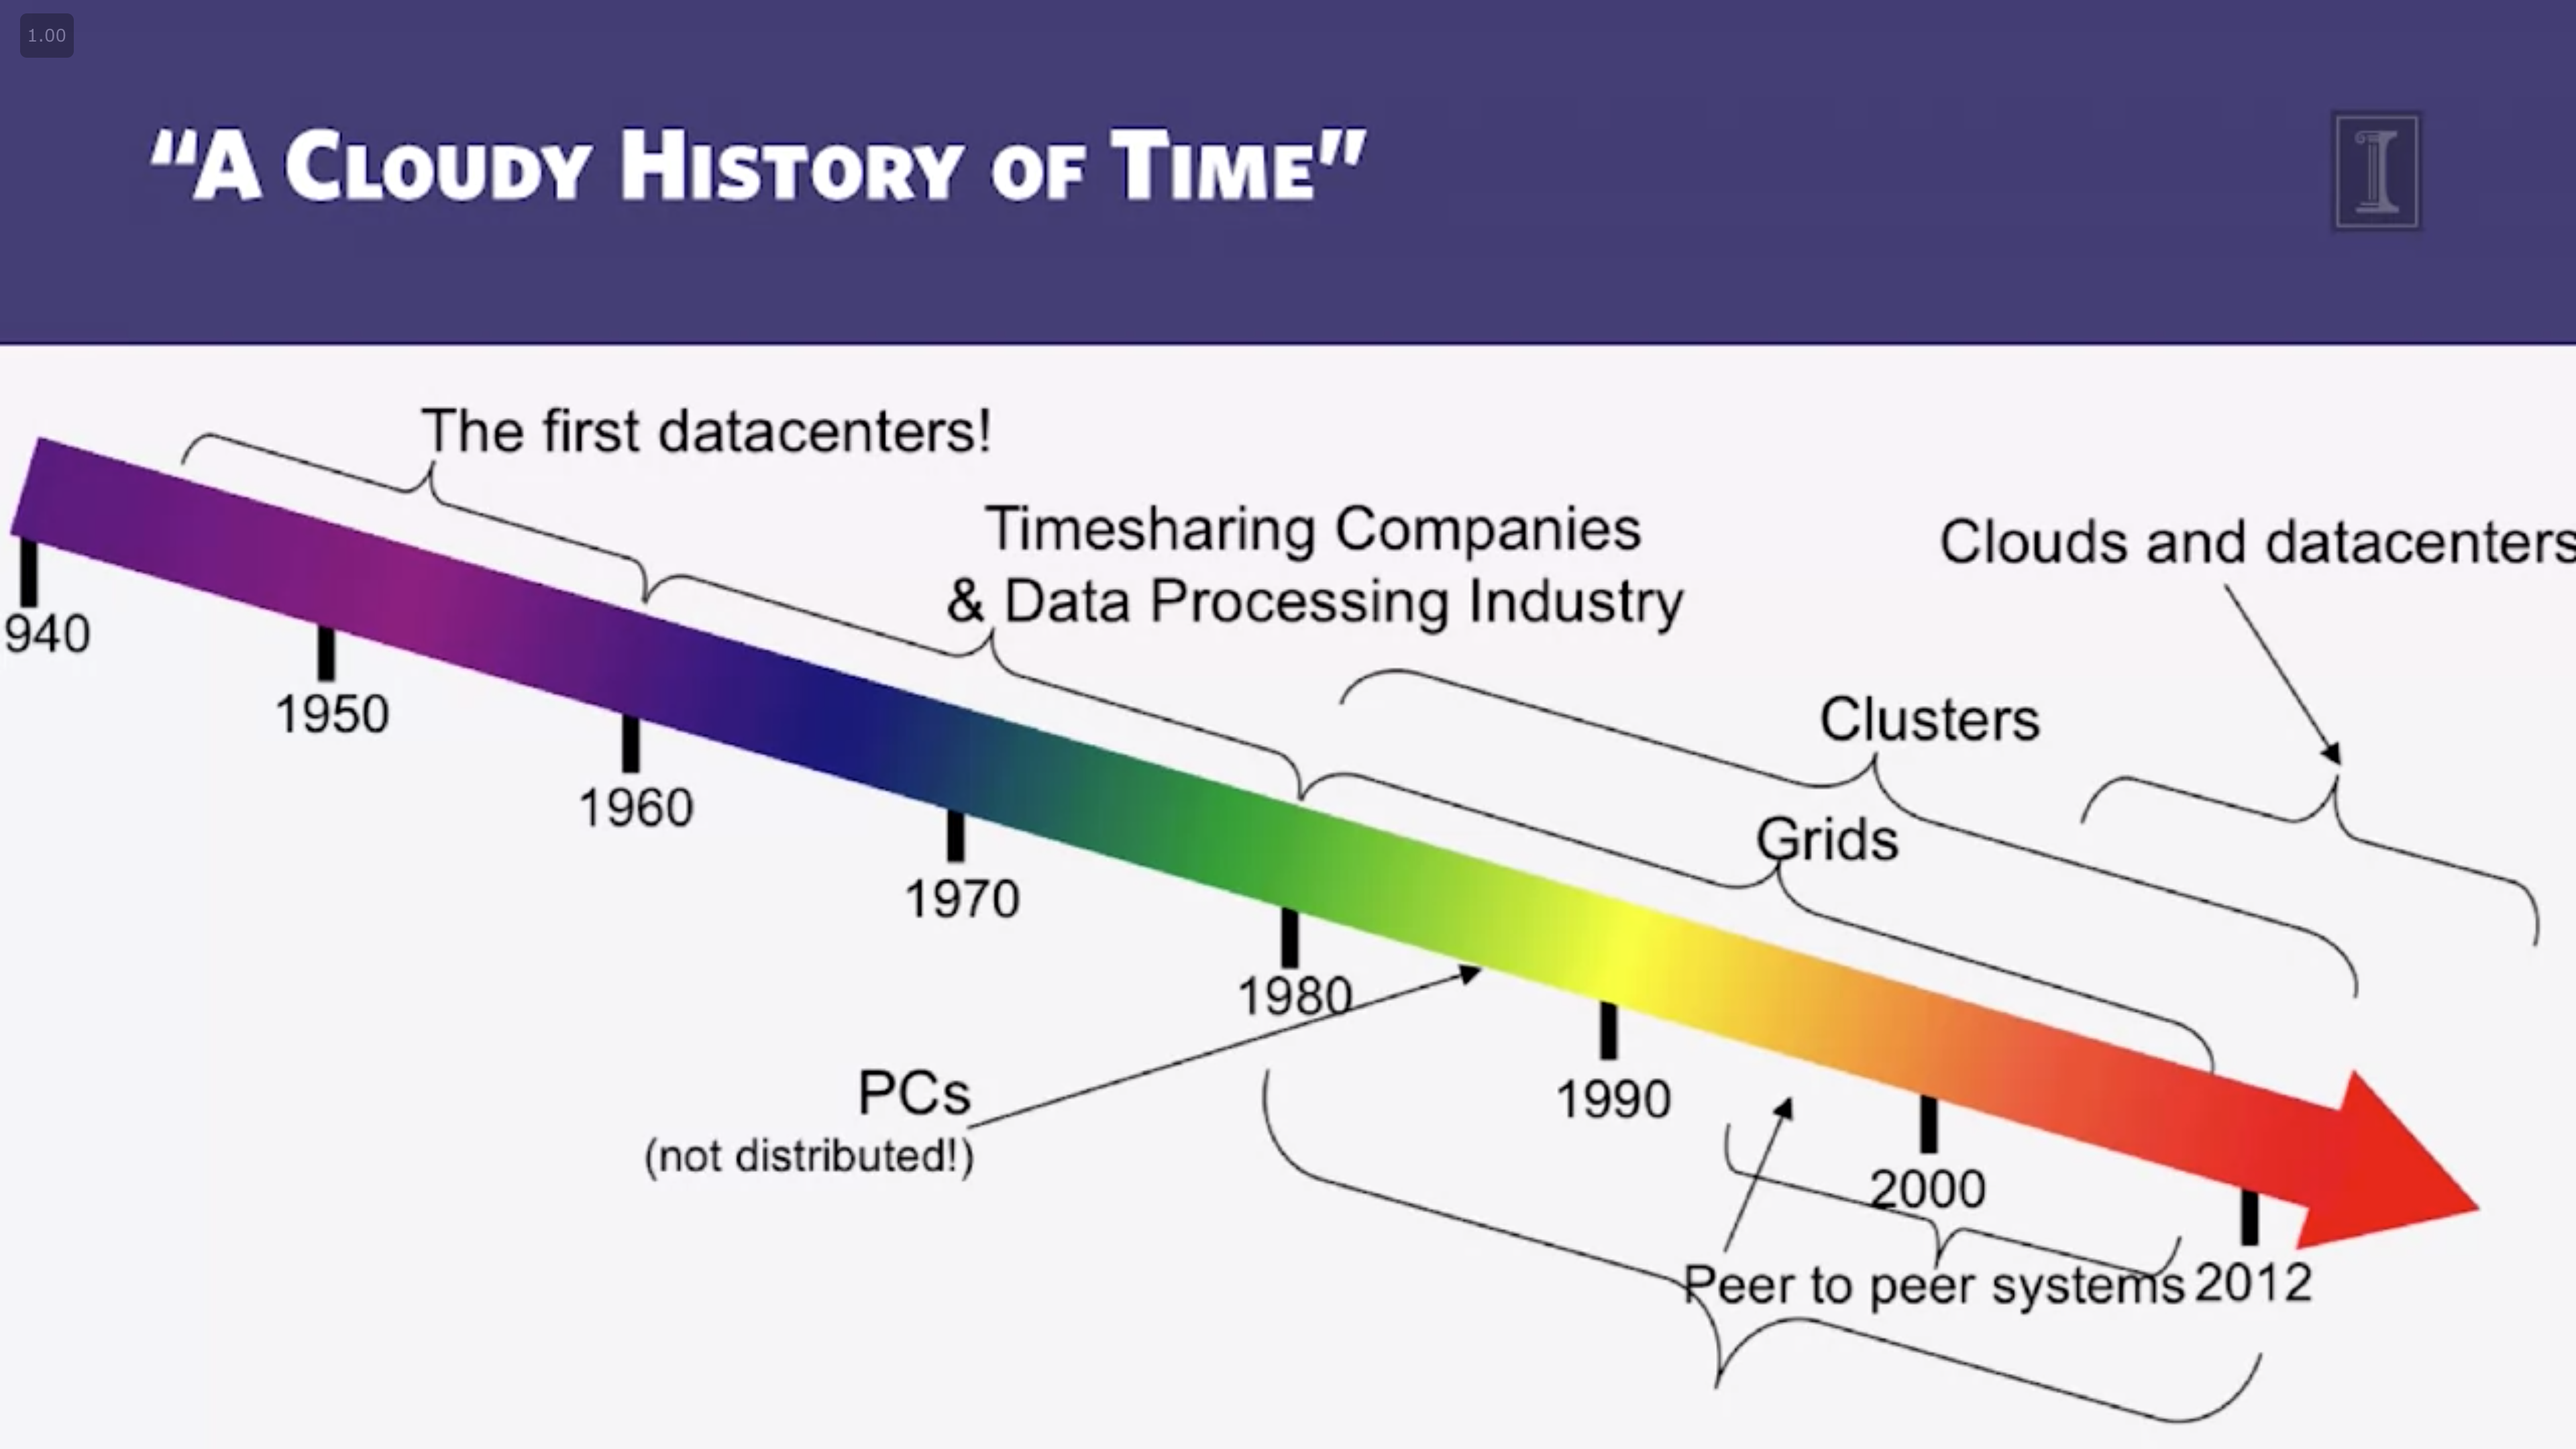 1.00
“A Cloudy History of Time”
The first datacenters!
Timesharing Companies
& Data Processing Industry
Clouds and datacenters
Clusters
Grids
940
1950
1960
1970
1980
1990
2000
2012
PCs
(not distributed!)
Peer to peer systems